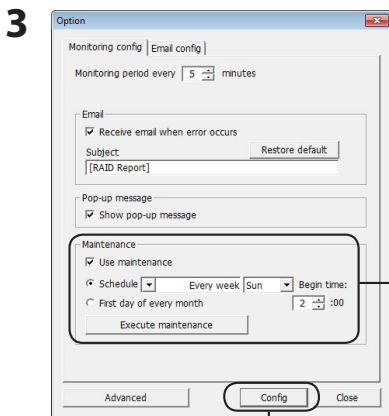 3
Option
Monitoring config Email config
Monitoring period every 5 minutes
Email
Receive email when error occurs
Subject Restore default
[RAID Report]
Pop-up message
Show pop-up message
Maintenance
Use maintenance
Schedule Every week Sun Begin time:
First day of every month 2 :00
Execute maintenance
Advanced Config Close